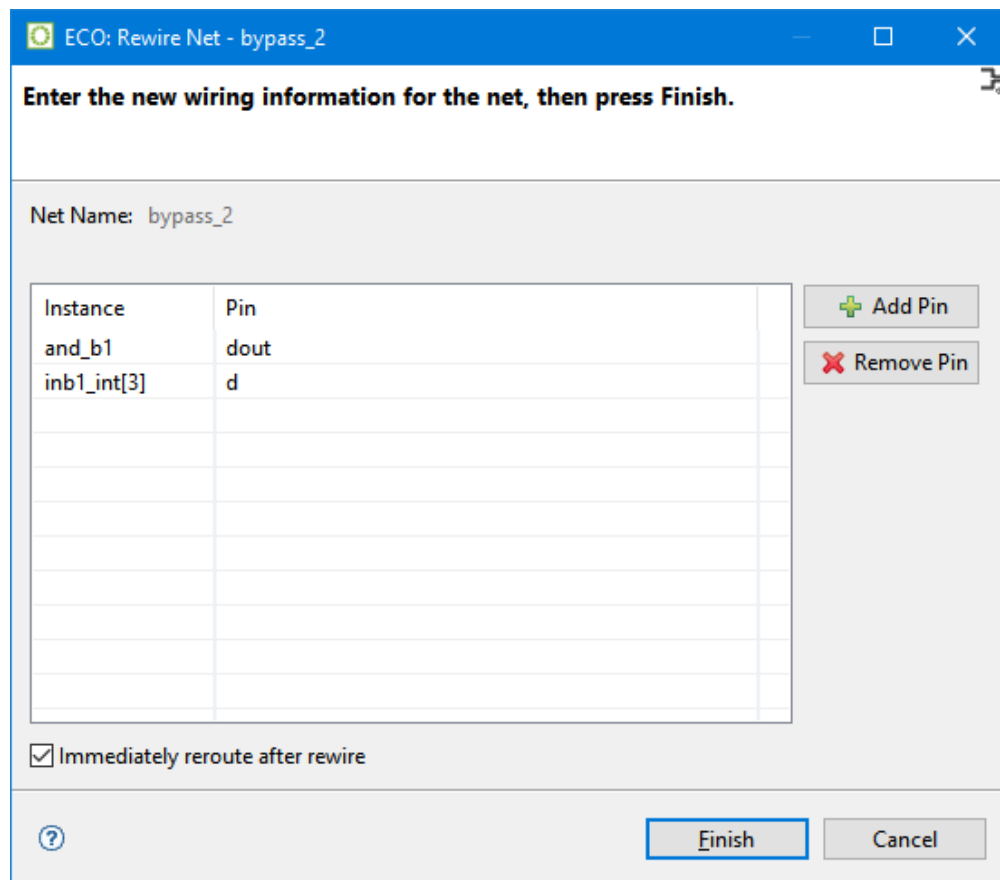 ECO: Rewire Net - bypass_2
Enter the new wiring information for the net, then press Finish.
Net Name: bypass_2
Instance Pin
Add Pin
and_b1 dout
Remove Pin
inb1_int[3] d
Immediately reroute after rewire
?
Finish Cancel